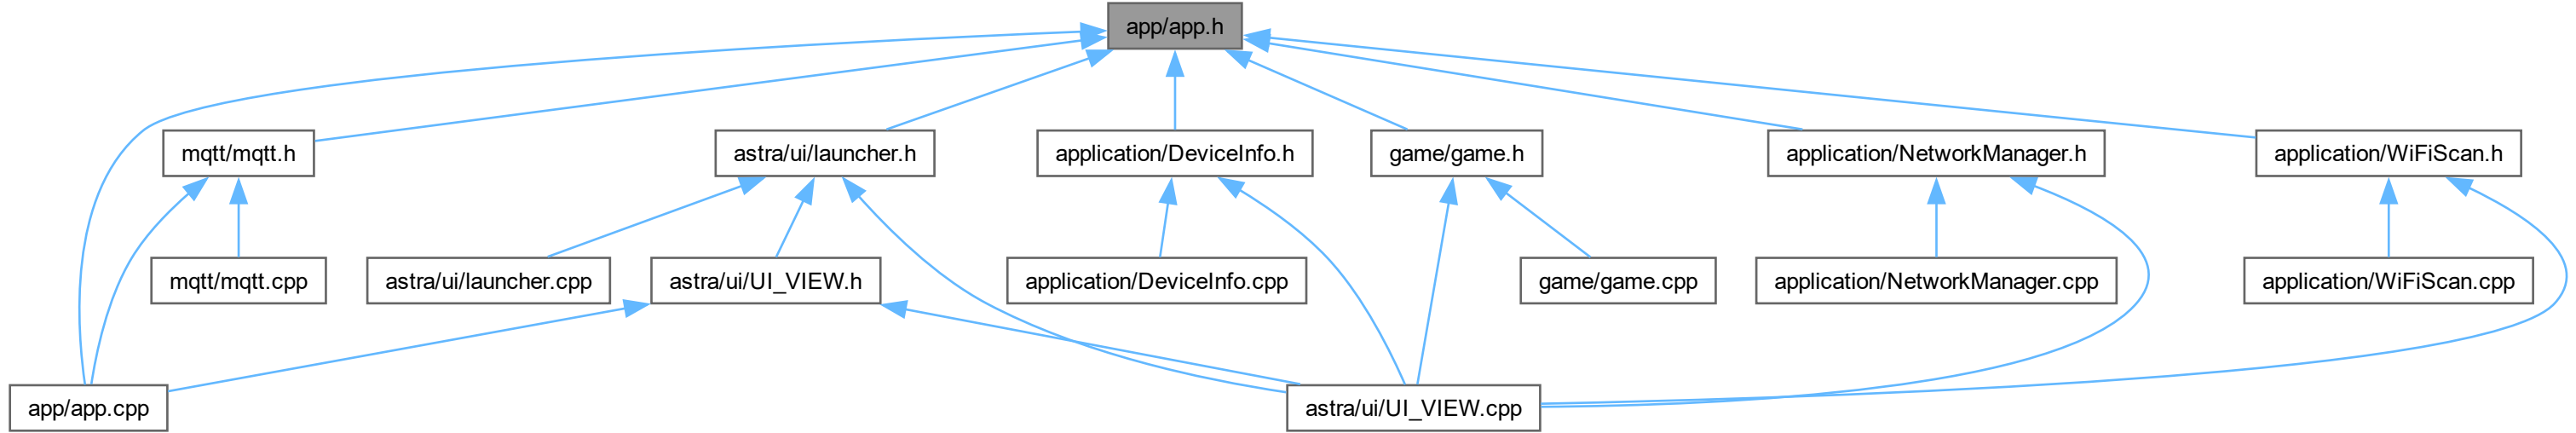 app/app.h
mqtt/mqtt.h
astra/ui/launcher.h
application/DeviceInfo.h
game/game.h
application/NetworkManager.h
application/WiFiScan.h
mqtt/mqtt.cpp
astra/ui/launcher.cpp
astra/ui/UI_VIEW.h
application/DeviceInfo.cpp
game/game.cpp
application/NetworkManager.cpp
application/WiFiScan.cpp
app/app.cpp
astra/ui/UI_VIEW.cpp